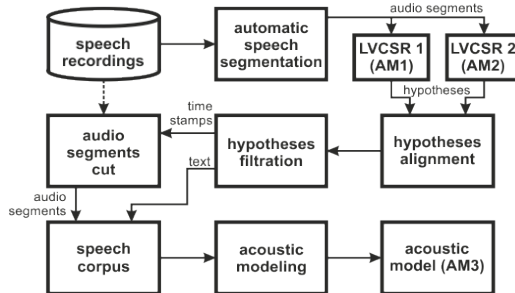 audio segments
speech
recordings
automatic
speech
segmentation
LVCSR 1
(AM1)
LVCSR 2
(AM2)
hypotheses
time
stamps
audio
segments
cut
hypotheses
filtration
hypotheses
alignment
text
audio
segments
speech
corpus
acoustic
modeling
acoustic
model (AM3)